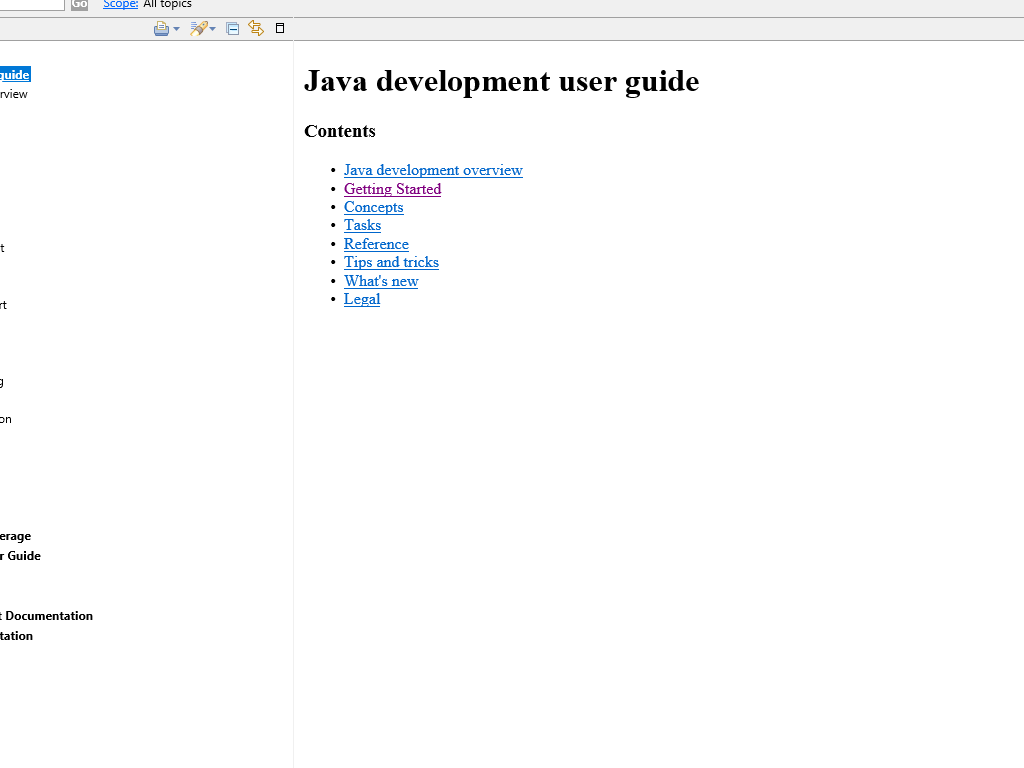 Go Scope: All topics
guide
rview
t
rt
g
on
erage
r Guide
t Documentation
tation
Java development user guide
Contents
• Java development overview
• Getting Started
• Concepts
• Tasks
• Reference
• Tips and tricks
• What's new
• Legal